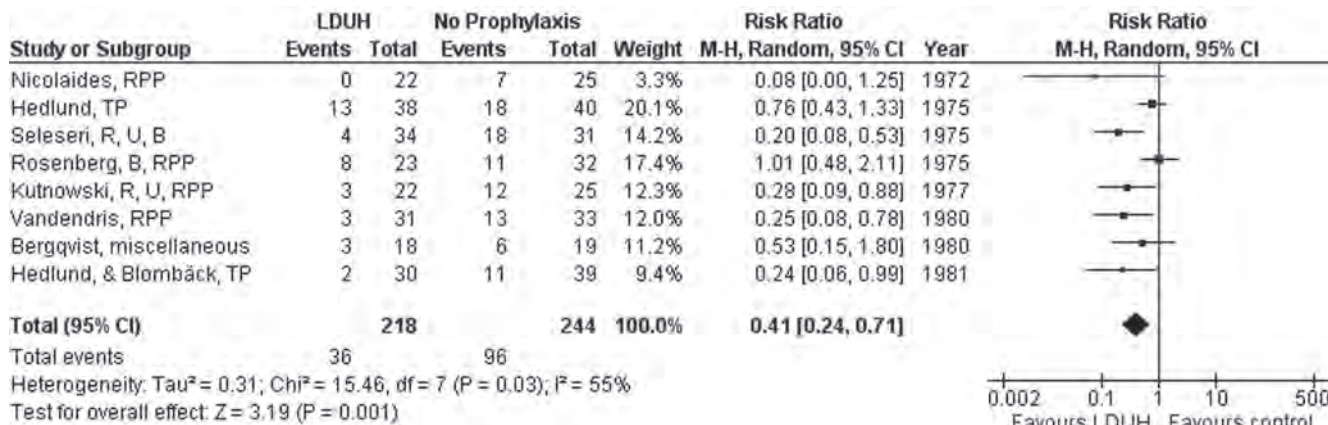 LDUH No Prophylaxis Risk Ratio Risk Ratio
Study or Subgroup Events Total Events Total Weight M-H, Random, 95% CI Year M-H, Random, 95% CI
Nicolaides, RPP 0 22 7 25 3.3% 0.08 [0.00, 1.25] 1972
Hedlund, TP 13 38 18 40 20.1% 0.76 [0.43, 1.33] 1975
Seleseri, R, U, B 4 34 18 31 14.2% 0.20 [0.08, 0.53] 1975
Rosenberg, B, RPP 8 23 11 32 17.4% 1.01 [0.48, 2.11] 1975
Kutnowski, R, U, RPP 3 22 12 25 12.3% 0.28 [0.09, 0.88] 1977
Vandendris, RPP 3 31 13 33 12.0% 0.25 [0.08, 0.78] 1980
Bergqvist, miscellaneous 3 18 6 19 11.2% 0.53 [0.15, 1.80] 1980
Hedlund, & Blombäck, TP 2 30 11 39 9.4% 0.24 [0.06, 0.99] 1981
Total (95% CI) 218 244 100.0% 0.41 [0.24, 0.71]
Total events 36 96
Heterogeneity: Tau² = 0.31; Chi² = 15.46, df = 7 (P = 0.03); I² = 55%
Test for overall effect: Z = 3.19 (P = 0.001)
0.002 0.1 1 10 500
Favours LDUH Favours control